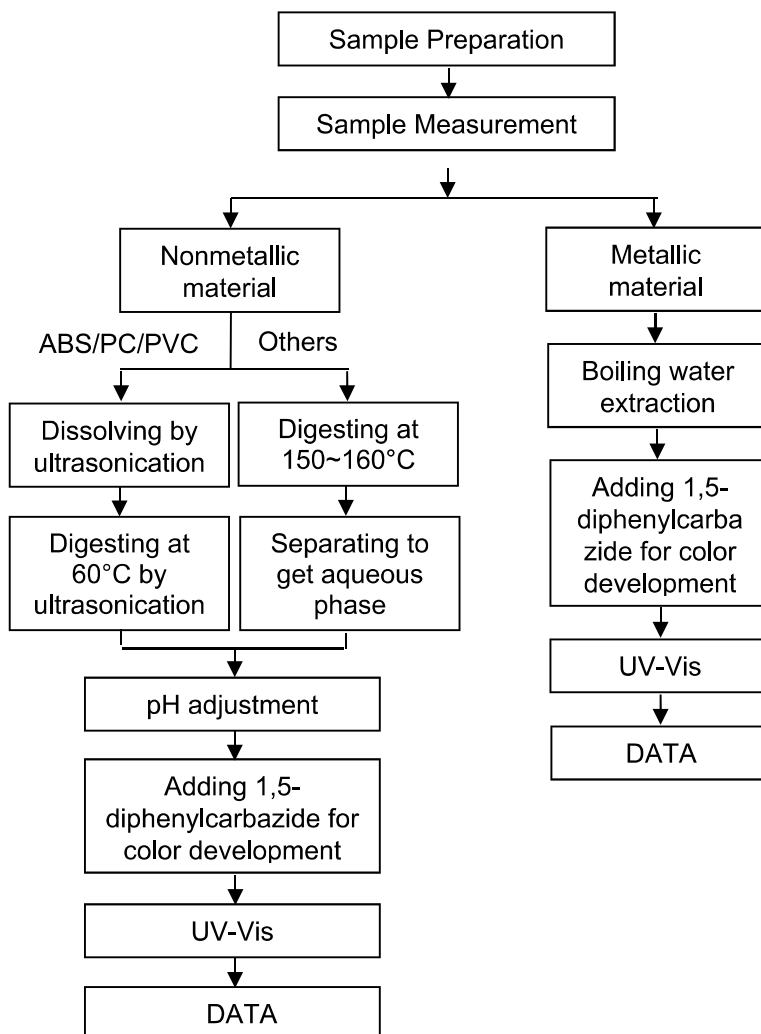 Sample Preparation
Sample Measurement
Nonmetallic
material
ABS/PC/PVC
Others
Dissolving by
ultrasonication
Digesting at
60°C by
ultrasonication
Digesting at
150~160°C
Separating to
get aqueous
phase
pH adjustment
Adding 1,5-
diphenylcarbazide for
color development
UV-Vis
DATA
Metallic
material
Boiling water
extraction
Adding 1,5-
diphenylcarba
zide for color
development
UV-Vis
DATA